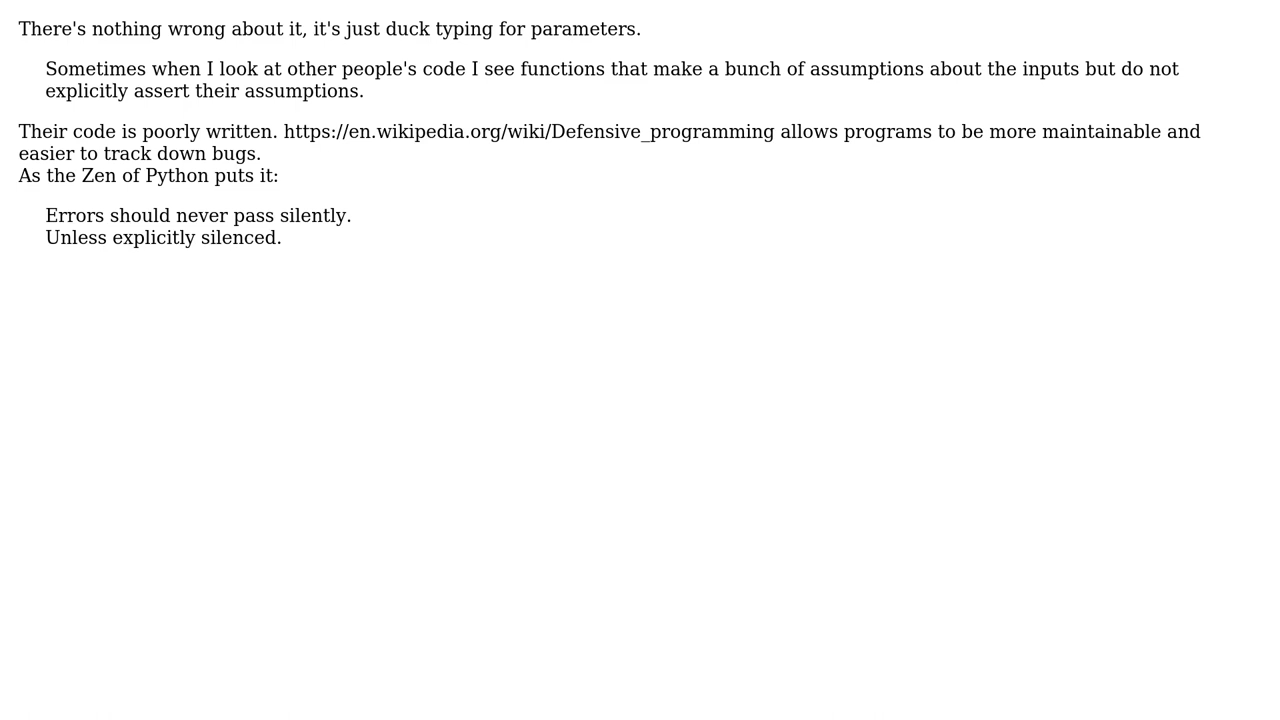 There's nothing wrong about it, it's just duck typing for parameters.
Sometimes when I look at other people's code I see functions that make a bunch of assumptions about the inputs but do not
explicitly assert their assumptions.
Their code is poorly written. https://en.wikipedia.org/wiki/Defensive_programming allows programs to be more maintainable and
easier to track down bugs.
As the Zen of Python puts it:
Errors should never pass silently.
Unless explicitly silenced.